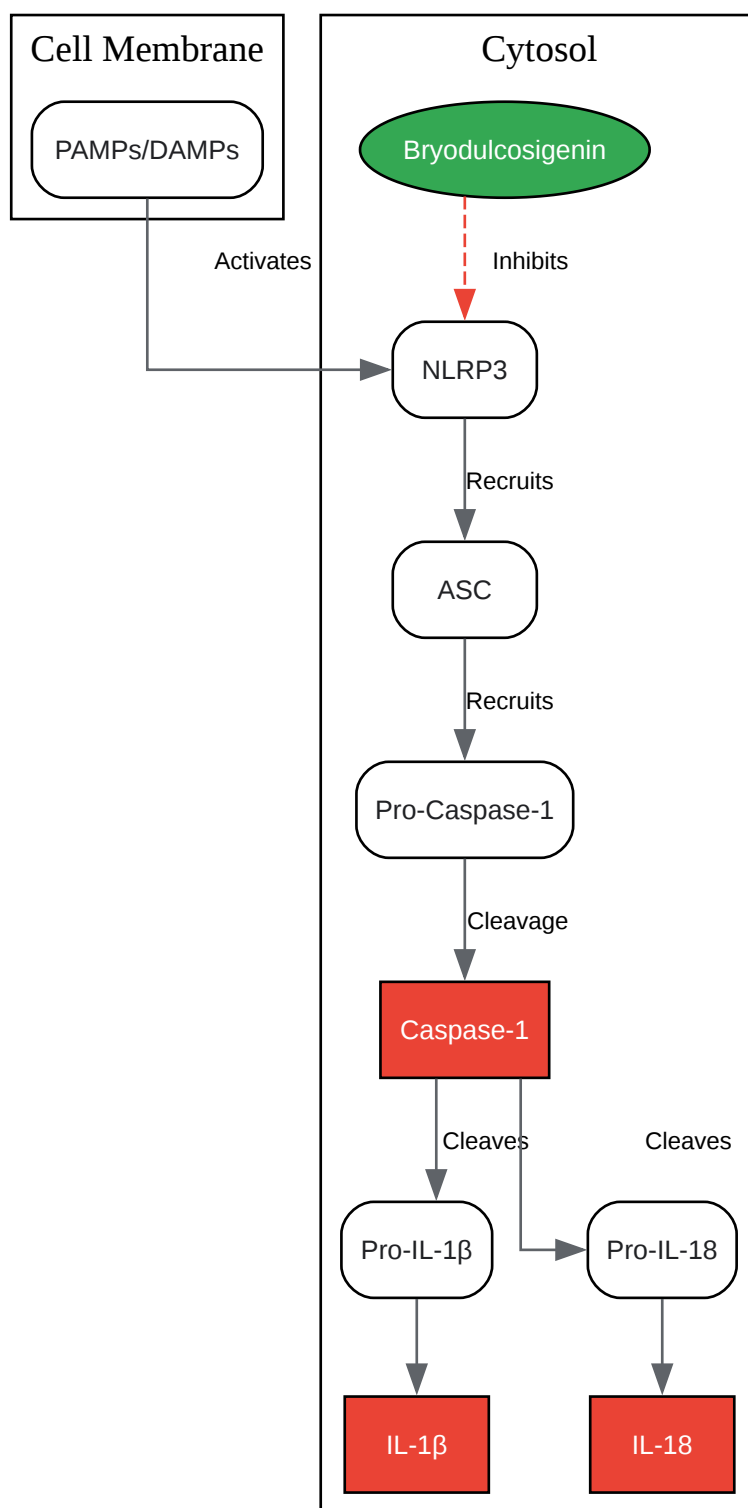 Cell Membrane
Cytosol
PAMPs/DAMPs
Bryodulcosigenin
Activates
Inhibits
NLRP3
Recruits
ASC
Recruits
Pro-Caspase-1
Cleavage
Caspase-1
Cleaves
Cleaves
Pro-IL-1β
Pro-IL-18
IL-1β
IL-18